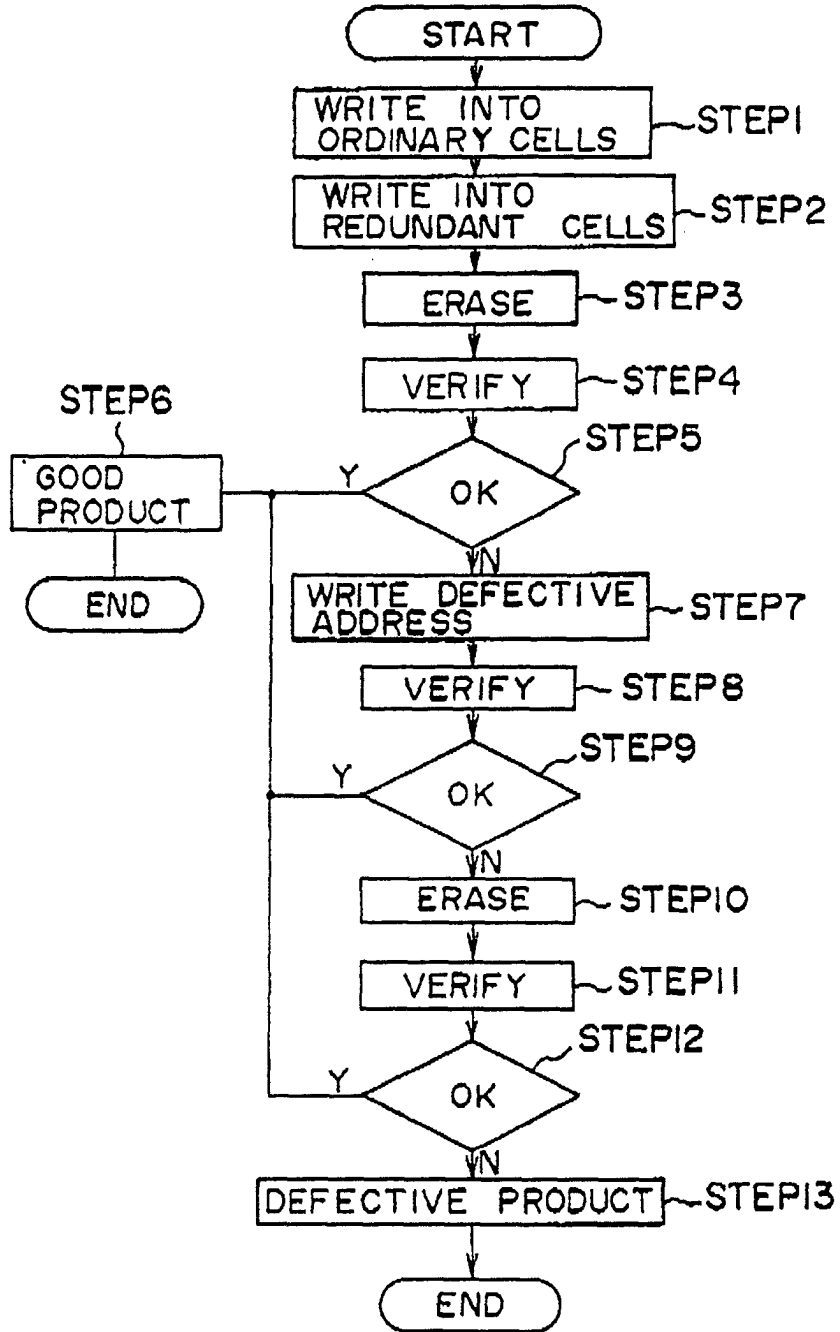 START
WRITE INTO
ORDINARY CELLS
STEP1
WRITE INTO
REDUNDANT CELLS
STEP2
ERASE
STEP3
VERIFY
STEP4
STEP6
STEP5
GOOD
PRODUCT
Y
OK
N
END
WRITE DEFECTIVE
ADDRESS
STEP7
VERIFY
STEP8
STEP9
Y
OK
N
ERASE
STEP10
VERIFY
STEP11
STEP12
Y
OK
N
DEFECTIVE PRODUCT
STEP13
END